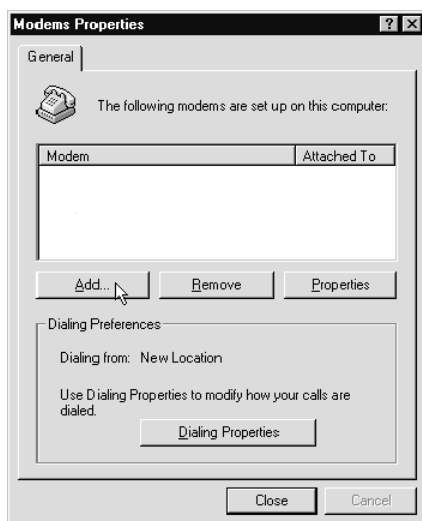 Modems Properties
General
The following modems are set up on this computer:
Modem Attached To
Add... Remove Properties
Dialing Preferences
Dialing from: New Location
Use Dialing Properties to modify how your calls are
dialed.
Dialing Properties
Close Cancel